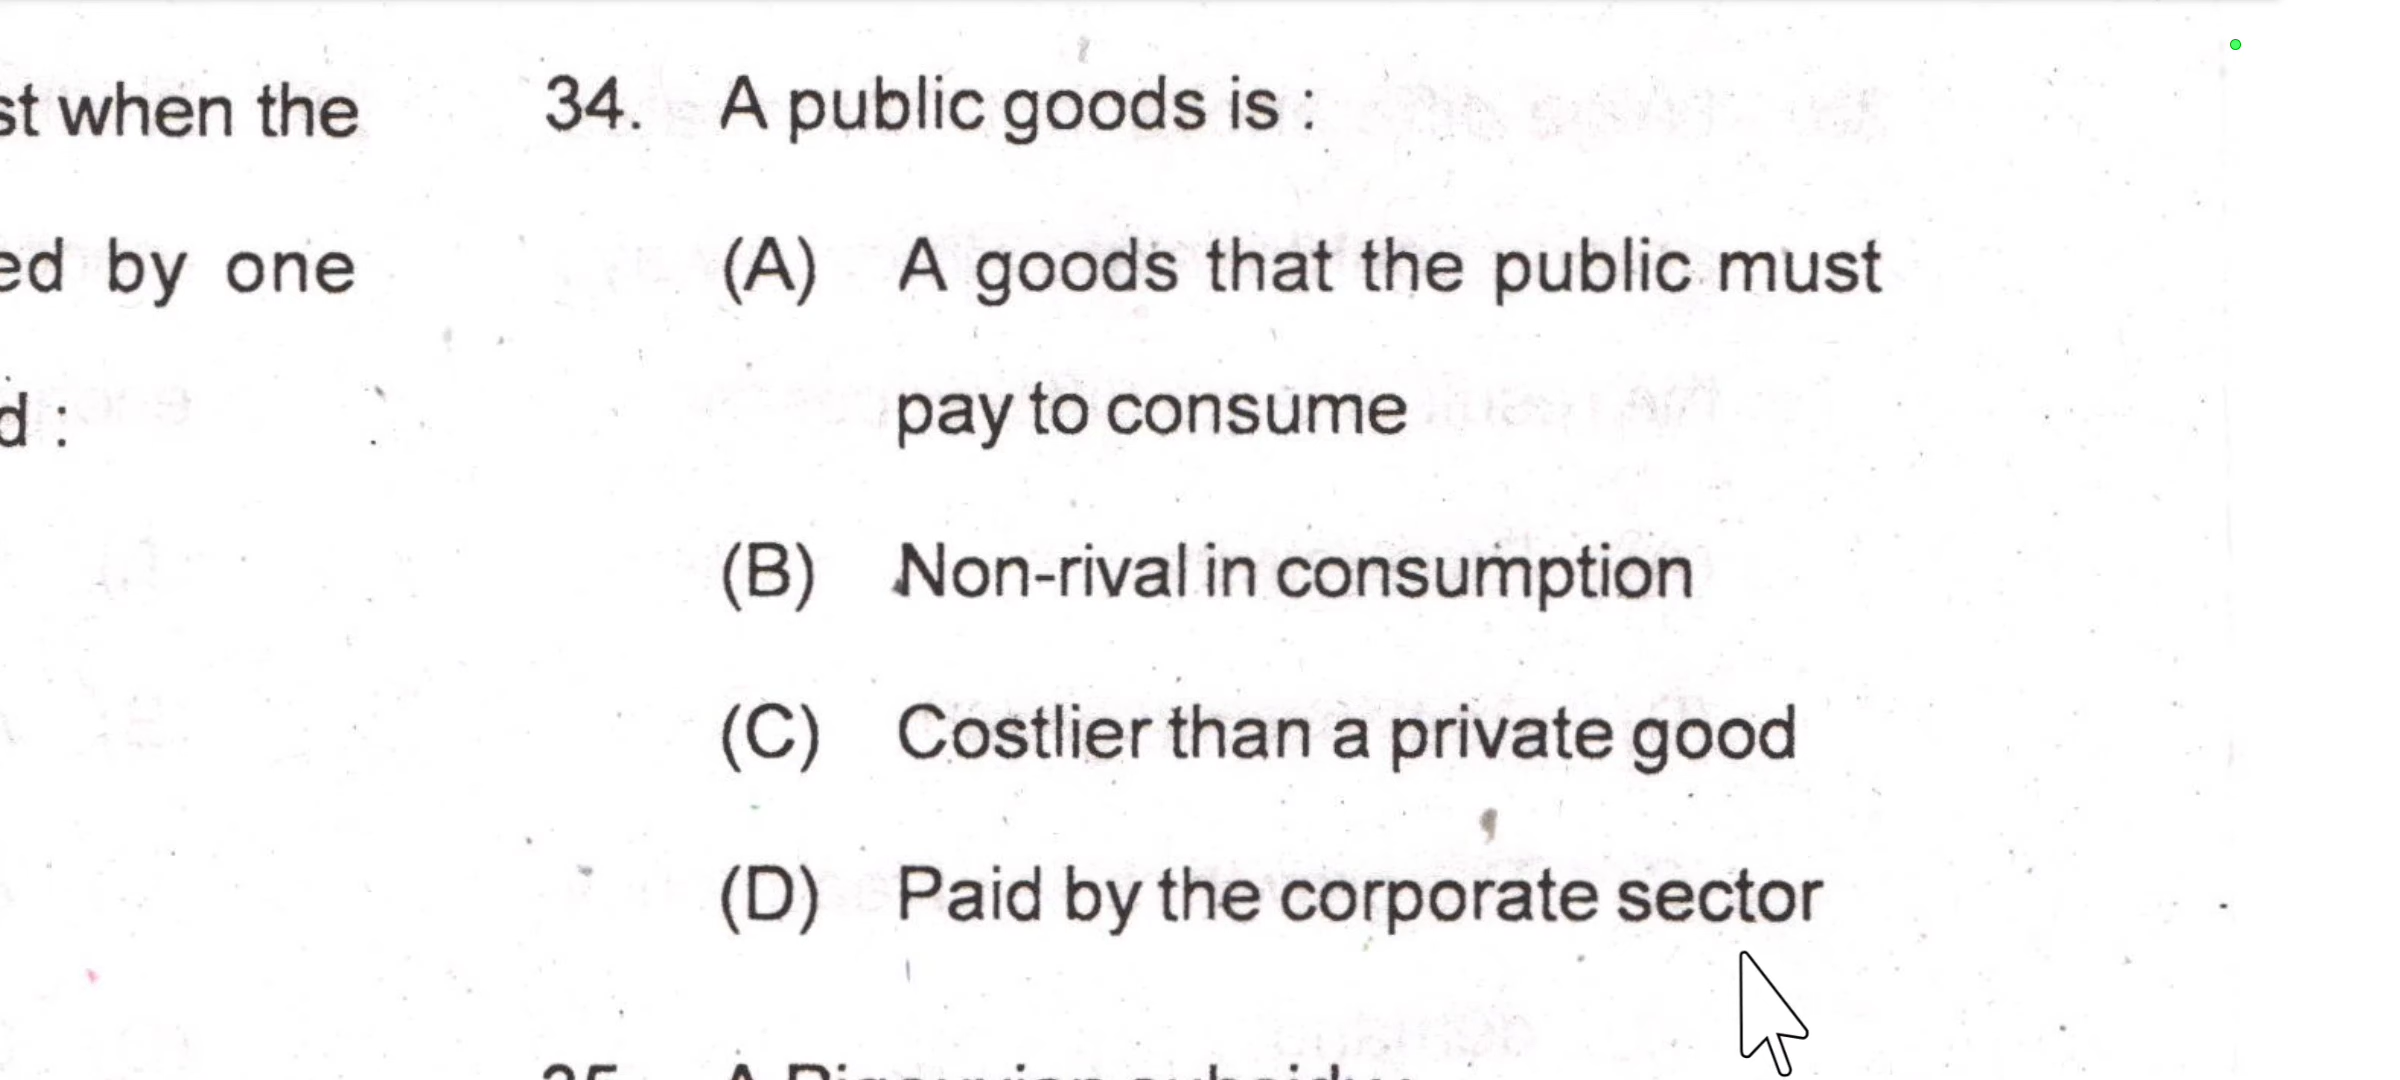 st when the
ed by one
d :
34. A public goods is :
(A) A goods that the public must
pay to consume
(B) Non-rival in consumption
(C) Costlier than a private good
(D) Paid by the corporate sector